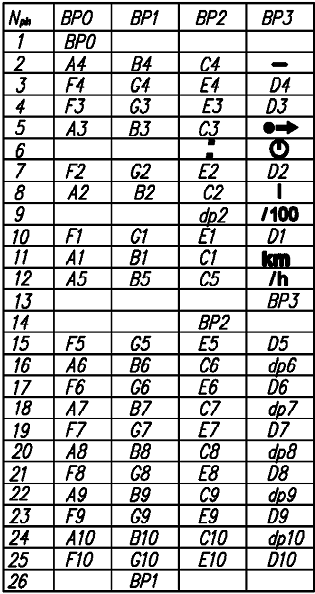 Nph BP0 BP1 BP2 BP3
1 BP0
2 A4 B4 C4 –
3 F4 G4 E4 D4
4 F3 G3 E3 D3
5 A3 B3 C3
6 :
7 F2 G2 E2 D2
8 A2 B2 C2 I
9 dp2 /100
10 F1 G1 E1 D1
11 A1 B1 C1 km
12 A5 B5 C5 /h
13 BP3
14 BP2
15 F5 G5 E5 D5
16 A6 B6 C6 dp6
17 F6 G6 E6 D6
18 A7 B7 C7 dp7
19 F7 G7 E7 D7
20 A8 B8 C8 dp8
21 F8 G8 E8 D8
22 A9 B9 C9 dp9
23 F9 G9 E9 D9
24 A10 B10 C10 dp10
25 F10 G10 E10 D10
26 BP1